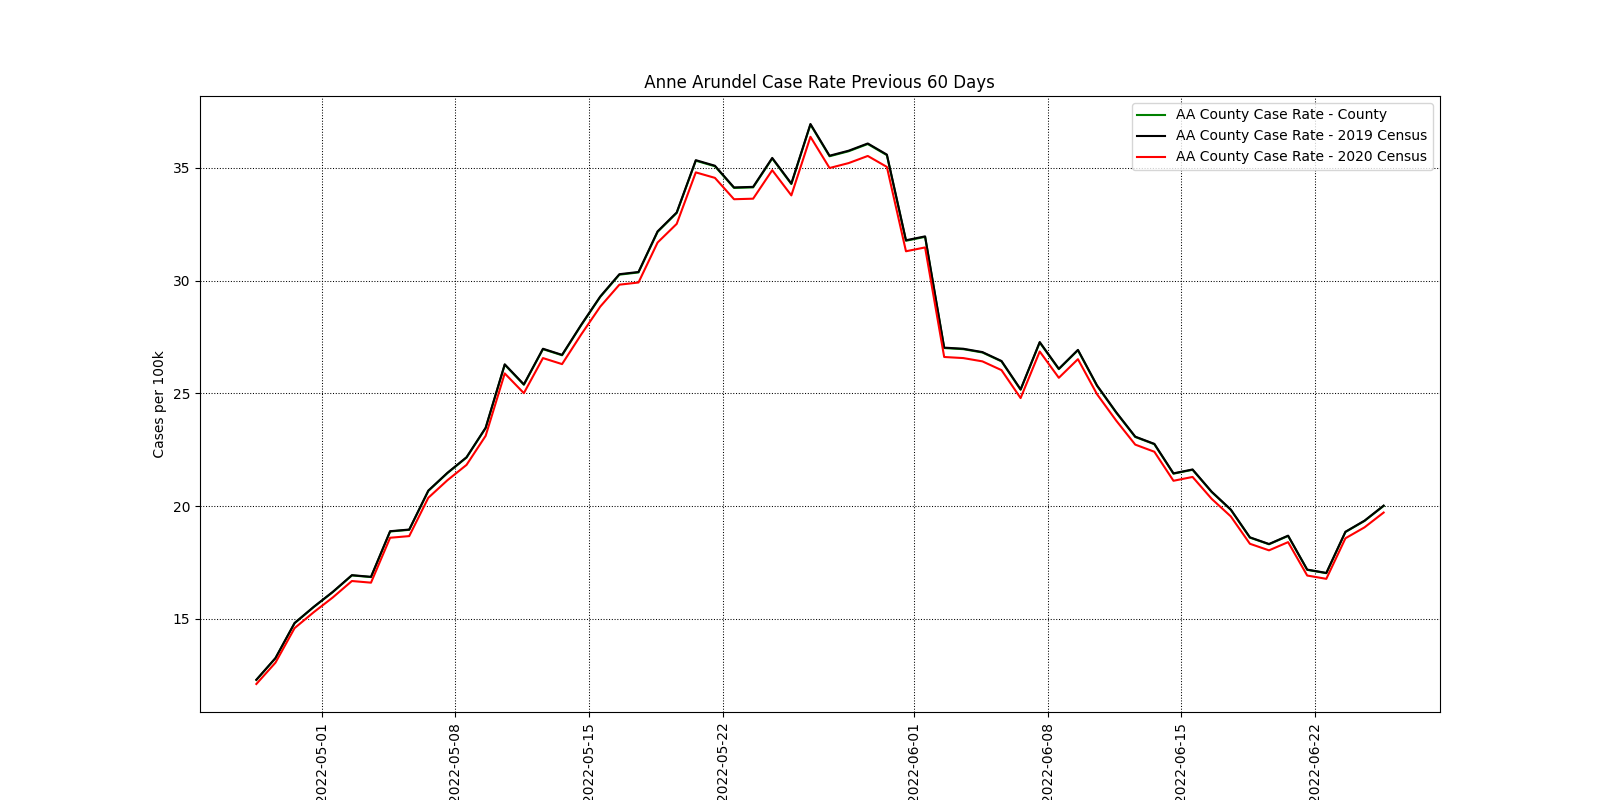 Anne Arundel Case Rate Previous 60 Days
AA County Case Rate - County
AA County Case Rate - 2019 Census
AA County Case Rate - 2020 Census
Cases per 100k
35
30
25
20
15
2022-05-01
2022-05-08
2022-05-15
2022-05-22
2022-06-01
2022-06-08
2022-06-15
2022-06-22